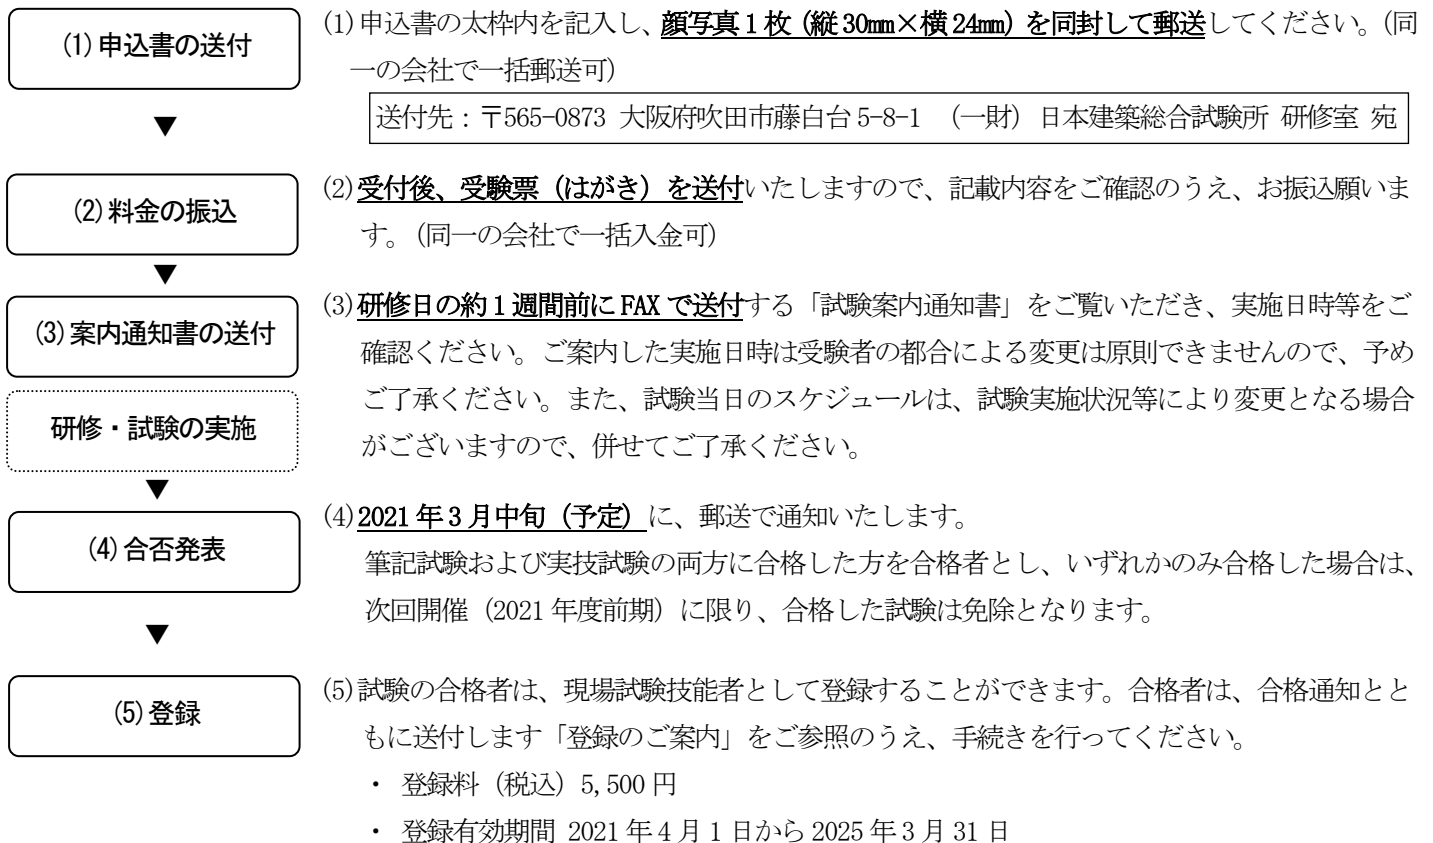 (1)申込書の送付
(1)申込書の太枠内を記入し、顔写真1枚（縦30mm×横24mm）を同封して郵送してください。（同
一の会社で一括郵送可）
送付先：〒565-0873 大阪府吹田市藤白台5-8-1 （一財）日本建築総合試験所 研修室 宛
▼
(2)料金の振込
(2)受付後、受験票（はがき）を送付いたしますので、記載内容をご確認のうえ、お振込願いま
す。（同一の会社で一括入金可）
▼
(3)案内通知書の送付
(3)研修日の約1週間前にFAXで送付する「試験案内通知書」をご覧いただき、実施日時等をご
確認ください。ご案内した実施日時は受験者の都合による変更は原則できませんので、予め
ご了承ください。また、試験当日のスケジュールは、試験実施状況等により変更となる場合
がございますので、併せてご了承ください。
研修・試験の実施
▼
(4)合否発表
(4)2021年3月中旬（予定）に、郵送で通知いたします。
筆記試験および実技試験の両方に合格した方を合格者とし、いずれかのみ合格した場合は、
次回開催（2021年度前期）に限り、合格した試験は免除となります。
▼
(5)登録
(5)試験の合格者は、現場試験技能者として登録することができます。合格者は、合格通知とと
もに送付します「登録のご案内」をご参照のうえ、手続きを行ってください。
・ 登録料（税込）5,500円
・ 登録有効期間 2021年4月1日から2025年3月31日